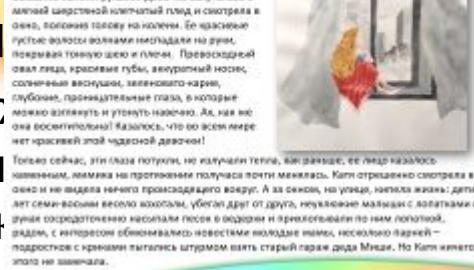 мягкий шерстяной клетчатый плед и смотрела в
окно, положив голову на колени. Ее красивые
густые волосы волнами ниспадали на руки,
покрывая тонкую шею и плечи. Превосходный
овал лица, красивые губы, аккуратный носик,
солнечные веснушки, зеленовато-карие,
глубокие, проницательные глаза, в которые
можно взглянуть и утонуть навечно. Ах, как же
она восхитительна! Казалось, что во всем мире
нет красивей этой чудесной девочки!
Только сейчас, эти глаза потухли, не излучали тепла, как раньше, ее лицо казалось
каменным, мимика на протяжении получаса почти менялась. Катя отрешенно смотрела в
окно и не видела ничего происходящего вокруг. А за окном, на улице, кипела жизнь: дети
лет семи-восьми весело хохотали, убегая друг от друга, неуклюжие малыши с лопатками в
руках сосредоточенно насыпали песок в ведерки и прихлопывали по ним лопаткой,
рядом, с интересом обменивались новостями молодые мамы, несколько парней –
подростков с криками пытались штурмом взять старый гараж деда Миши. Но Катя ничего
этого не замечала.